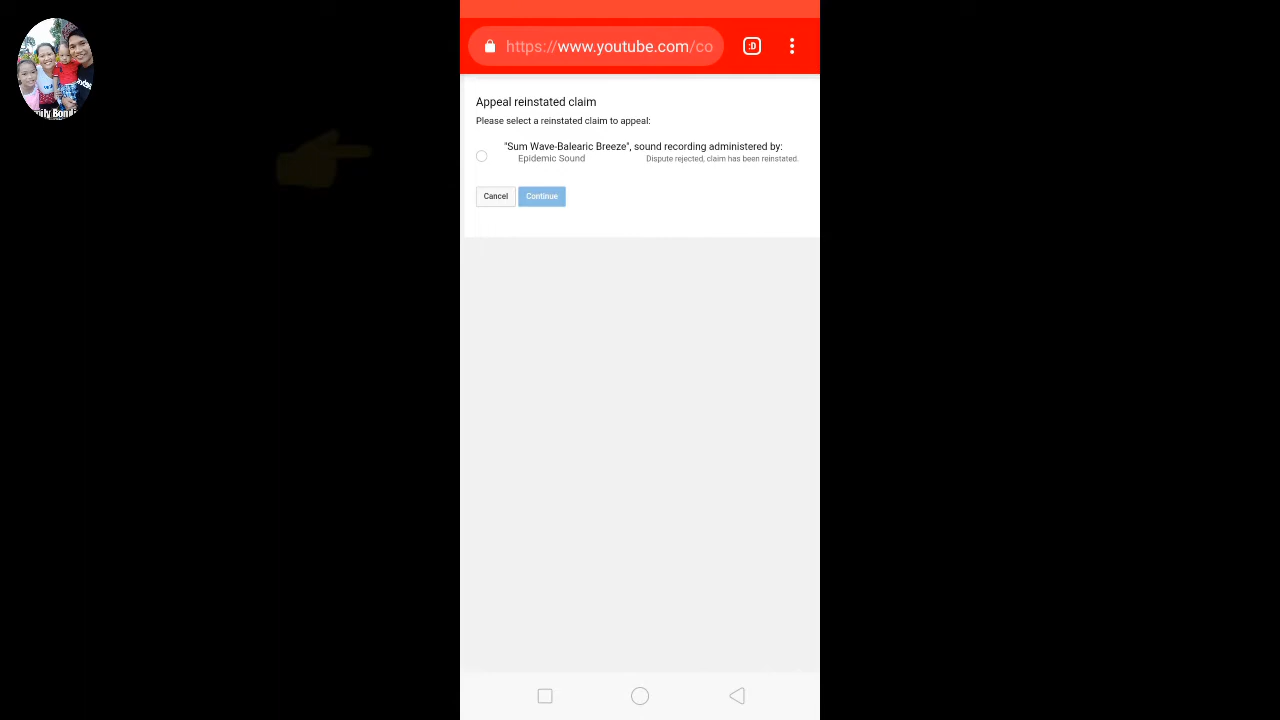 https://www.youtube.com/co
:D
Appeal reinstated claim
Please select a reinstated claim to appeal:
"Sum Wave-Balearic Breeze", sound recording administered by:
Epidemic Sound Dispute rejected, claim has been reinstated.
Cancel Continue